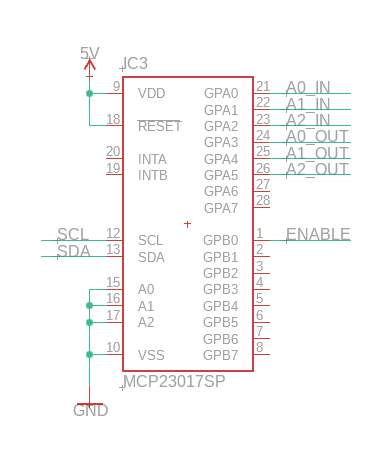 5V
IC3
9 VDD GPA0 21 A0_IN
GPA1 22 A1_IN
18 RESET GPA2 23 A2_IN
GPA3 24 A0_OUT
20 INTA GPA4 25 A1_OUT
19 INTB GPA5 26 A2_OUT
GPA6 27
GPA7 28
SCL 12 SCL GPB0 1 ENABLE
SDA 13 SDA GPB1 2
GPB2 3
15 A0 GPB3 4
16 A1 GPB4 5
17 A2 GPB5 6
GPB6 7
10 VSS GPB7 8
MCP23017SP
GND